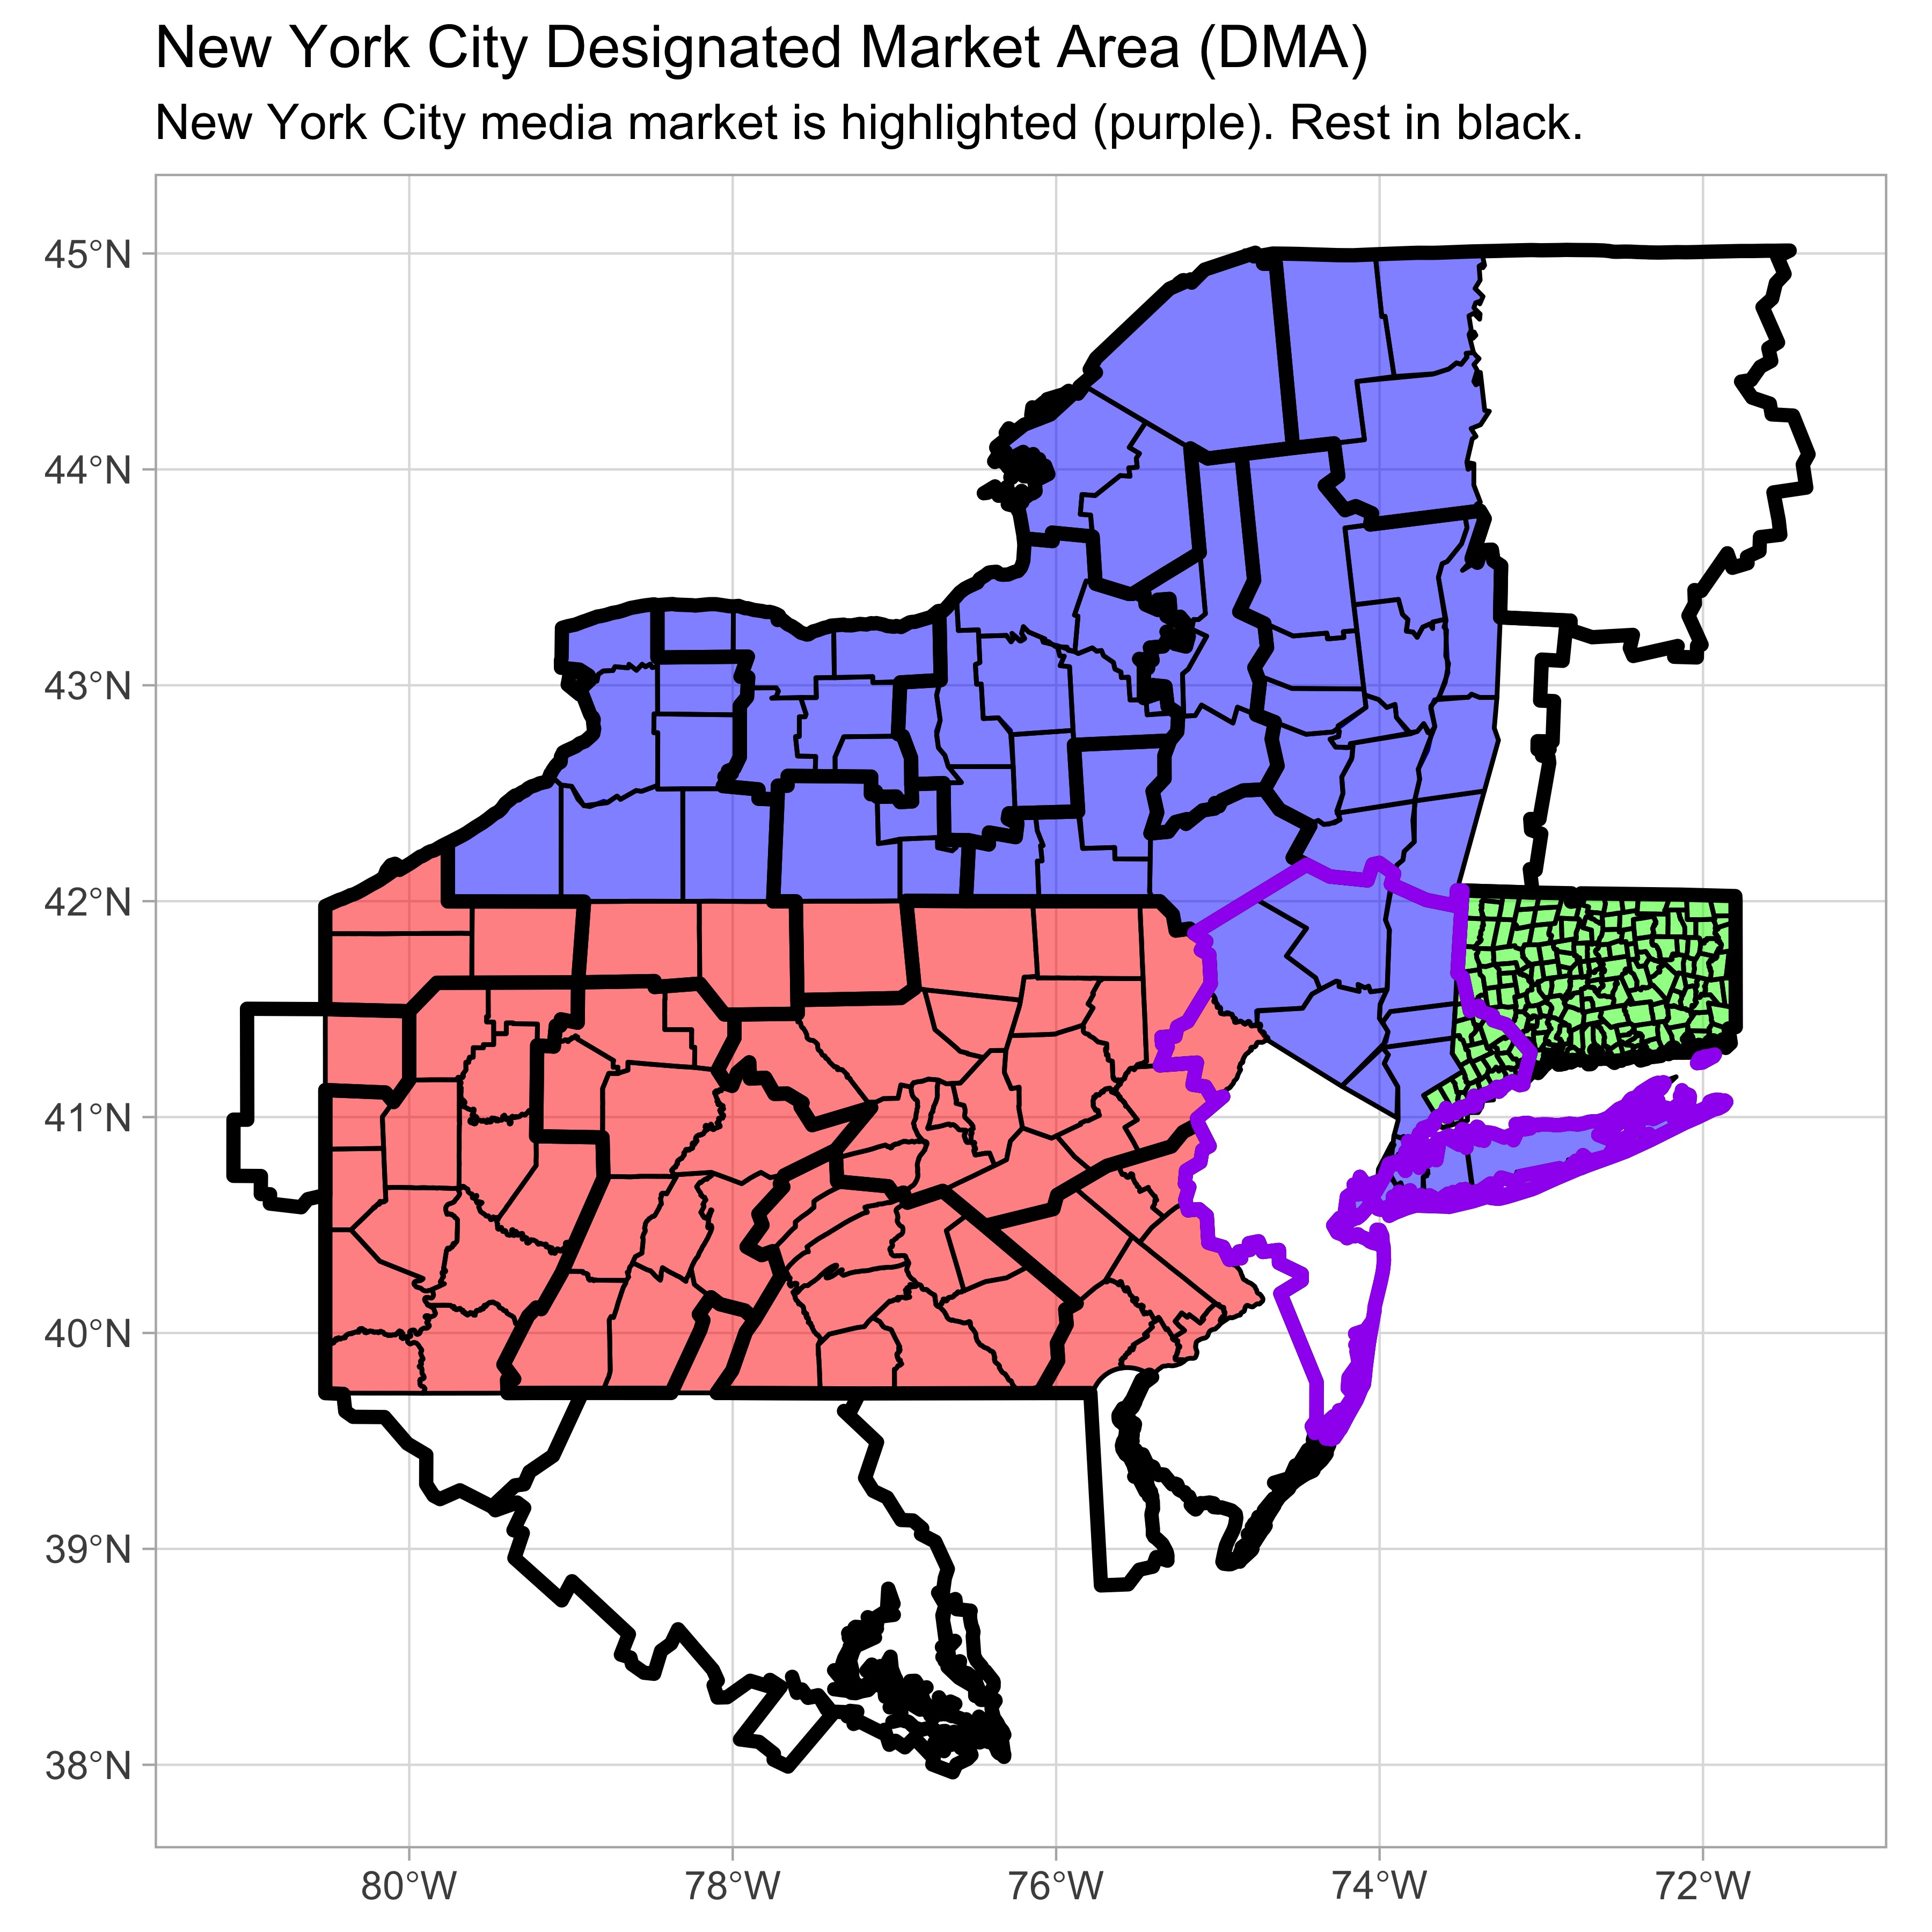 New York City Designated Market Area (DMA)
New York City media market is highlighted (purple). Rest in black.
45°N
44°N
43°N
42°N
41°N
40°N
39°N
38°N
80°W 78°W 76°W 74°W 72°W